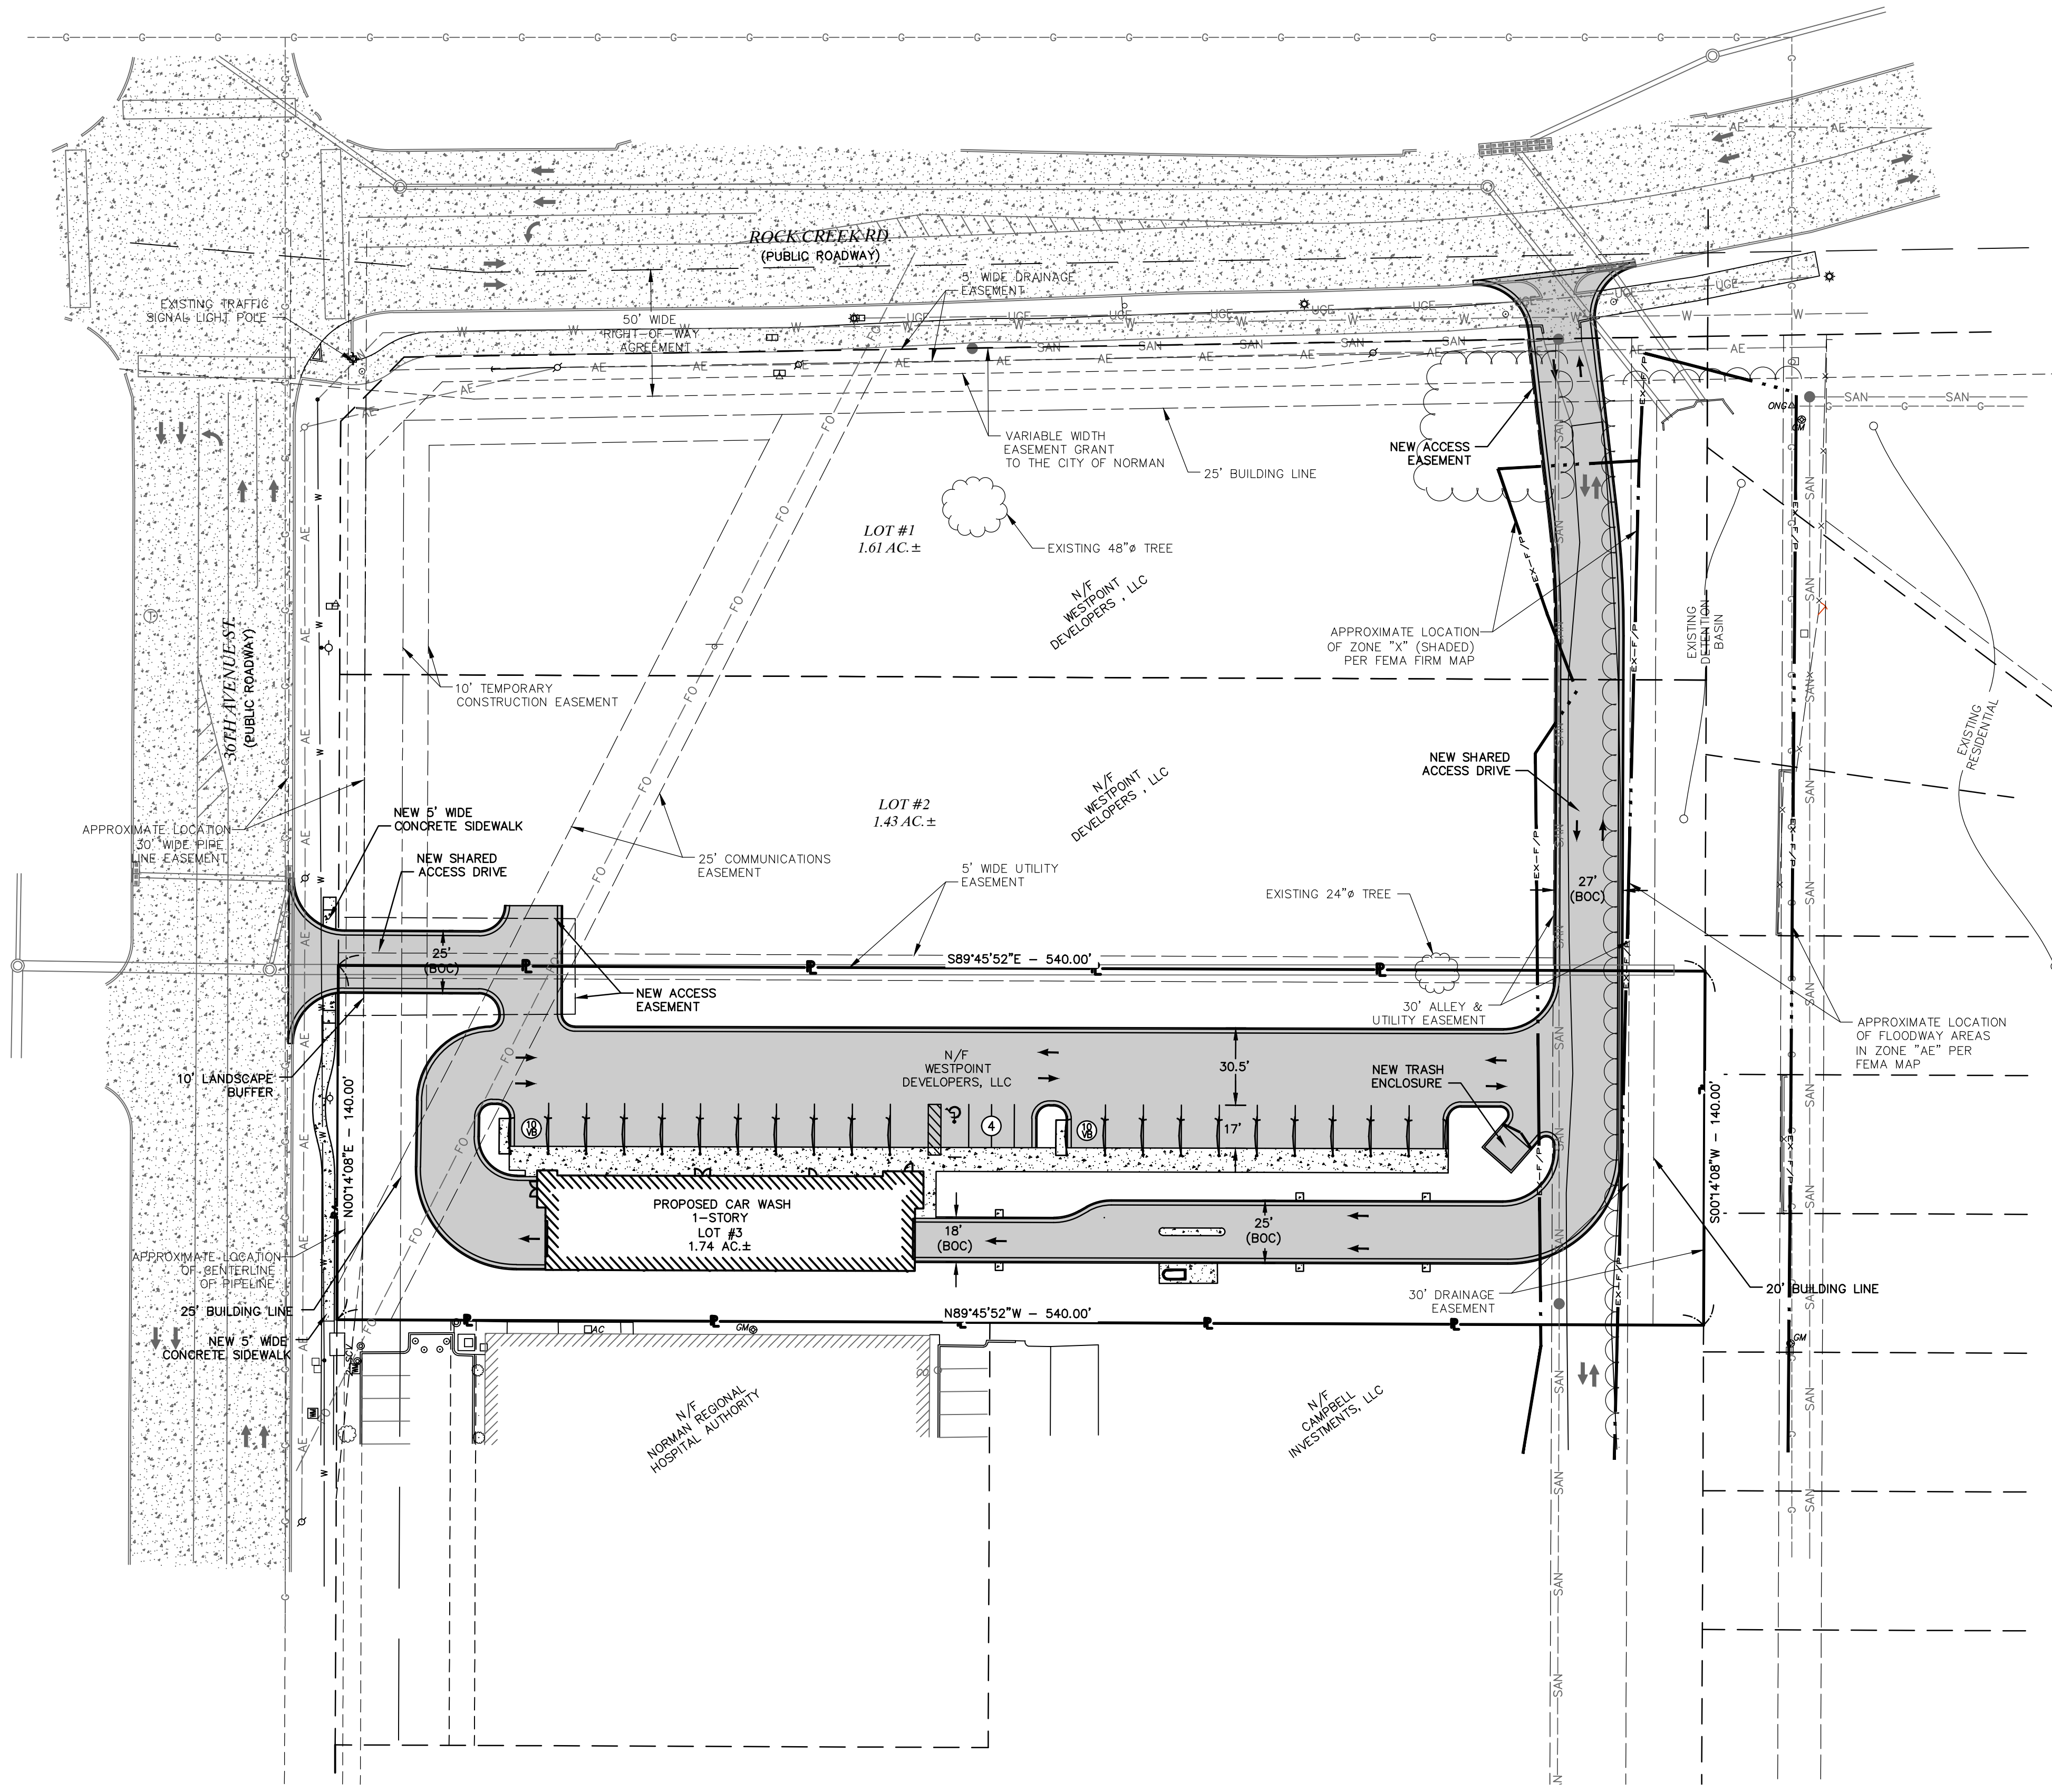 ROCK CREEK RD.
(PUBLIC ROADWAY)
5' WIDE DRAINAGE
EASEMENT
EXISTING TRAFFIC
SIGNAL LIGHT POLE
50' WIDE
RIGHT-OF-WAY
AGREEMENT
VARIABLE WIDTH
EASEMENT GRANT
TO THE CITY OF NORMAN
25' BUILDING LINE
NEW ACCESS
EASEMENT
ONG
GM
LOT #1
1.61 AC.±
EXISTING 48"ø TREE
N/F
WESTPOINT
DEVELOPERS , LLC
APPROXIMATE LOCATION
OF ZONE "X" (SHADED)
PER FEMA FIRM MAP
EXISTING
DETENTION
BASIN
EXISTING
RESIDENTIAL
36TH AVENUE ST.
(PUBLIC ROADWAY)
10' TEMPORARY
CONSTRUCTION EASEMENT
NEW SHARED
ACCESS DRIVE
LOT #2
1.43 AC.±
N/F
WESTPOINT
DEVELOPERS , LLC
NEW 5' WIDE
CONCRETE SIDEWALK
APPROXIMATE LOCATION
30' WIDE PIPE
LINE EASEMENT
NEW SHARED
ACCESS DRIVE
25' COMMUNICATIONS
EASEMENT
5' WIDE UTILITY
EASEMENT
EXISTING 24"ø TREE
27'
(BOC)
25'
(BOC)
S89°45'52"E - 540.00'
NEW ACCESS
EASEMENT
30' ALLEY &
UTILITY EASEMENT
APPROXIMATE LOCATION
OF FLOODWAY AREAS
IN ZONE "AE" PER
FEMA MAP
10' LANDSCAPE
BUFFER
N00°14'08"E - 140.00'
N/F
WESTPOINT
DEVELOPERS, LLC
30.5'
NEW TRASH
ENCLOSURE
S00°14'08"W - 140.00'
10
VB
4
10
VB
17'
PROPOSED CAR WASH
1-STORY
LOT #3
1.74 AC.±
18'
(BOC)
25'
(BOC)
APPROXIMATE LOCATION
OF CENTERLINE
OF PIPELINE
25' BUILDING LINE
30' DRAINAGE
EASEMENT
20' BUILDING LINE
N89°45'52"W - 540.00'
NEW 5' WIDE
CONCRETE SIDEWALK
AC
GM
GM
N/F
NORMAN REGIONAL
HOSPITAL AUTHORITY
N/F
CAMPBELL
INVESTMENTS, LLC